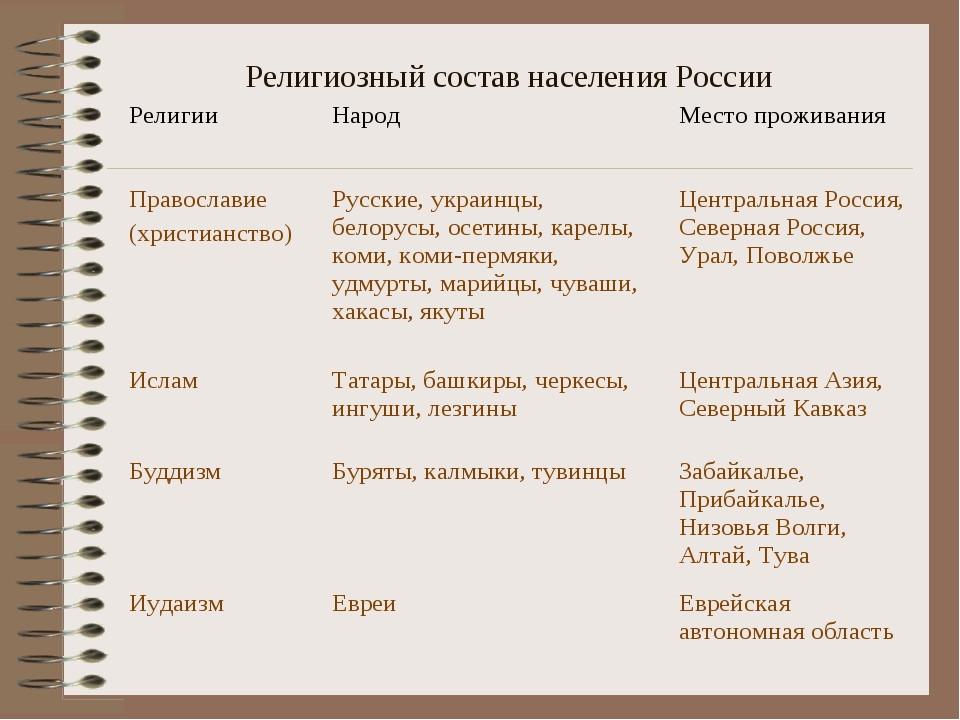 Религиозный состав населения России
Религии
Народ
Место проживания
Православие
(христианство)
Русские, украинцы,
белорусы, осетины, карелы,
коми, коми-пермяки,
удмурты, марийцы, чуваши,
хакасы, якуты
Центральная Россия,
Северная Россия,
Урал, Поволжье
Ислам
Татары, башкиры, черкесы,
ингуши, лезгины
Центральная Азия,
Северный Кавказ
Буддизм
Буряты, калмыки, тувинцы
Забайкалье,
Прибайкалье,
Низовья Волги,
Алтай, Тува
Иудаизм
Евреи
Еврейская
автономная область